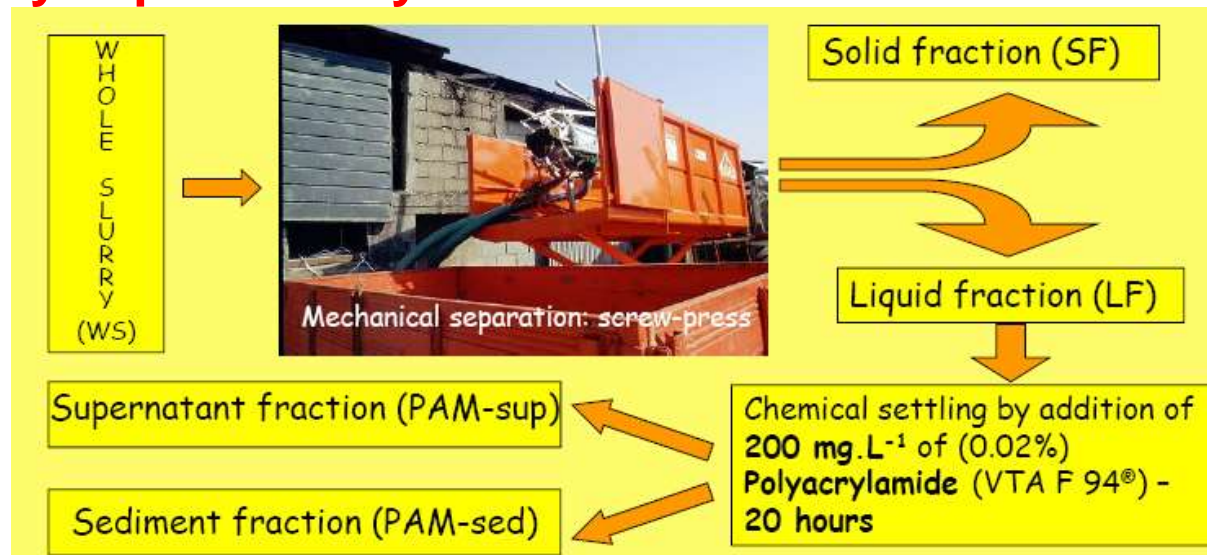 WHOLE SLURRY
(WS)
Mechanical separation: screw-press
Solid fraction (SF)
Liquid fraction (LF)
Chemical settling by addition of
200 mg.L-¹ of (0.02%)
Polyacrylamide (VTA F 94®) –
20 hours
Supernatant fraction (PAM-sup)
Sediment fraction (PAM-sed)